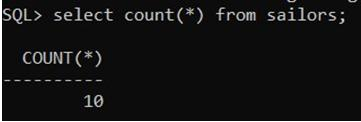 SQL> select count(*) from sailors;
COUNT(*)
----------
10